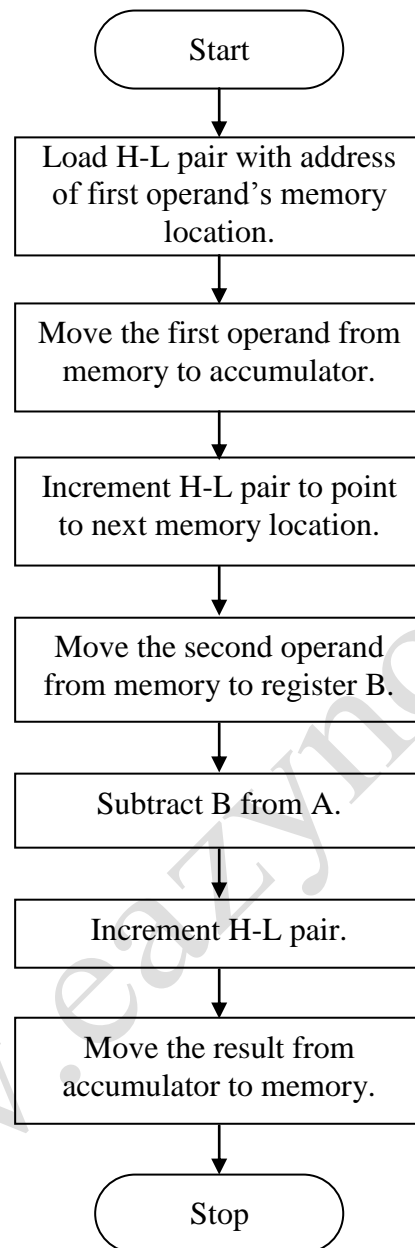 Start
Load H-L pair with address
of first operand’s memory
location.
Move the first operand from
memory to accumulator.
Increment H-L pair to point
to next memory location.
Move the second operand
from memory to register B.
Subtract B from A.
Increment H-L pair.
Move the result from
accumulator to memory.
Stop